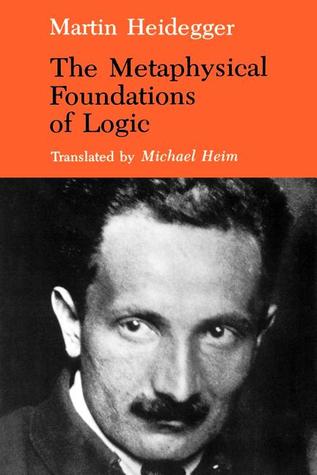 Martin Heidegger
The Metaphysical
Foundations
of Logic
Translated by Michael Heim